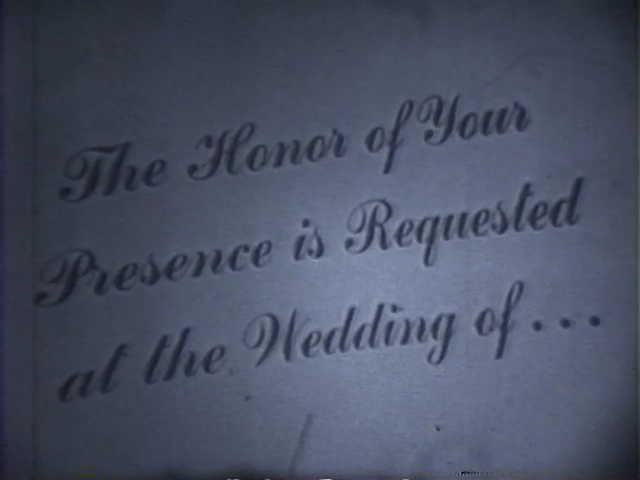 The Honor of Your
Presence is Requested
at the Wedding of...